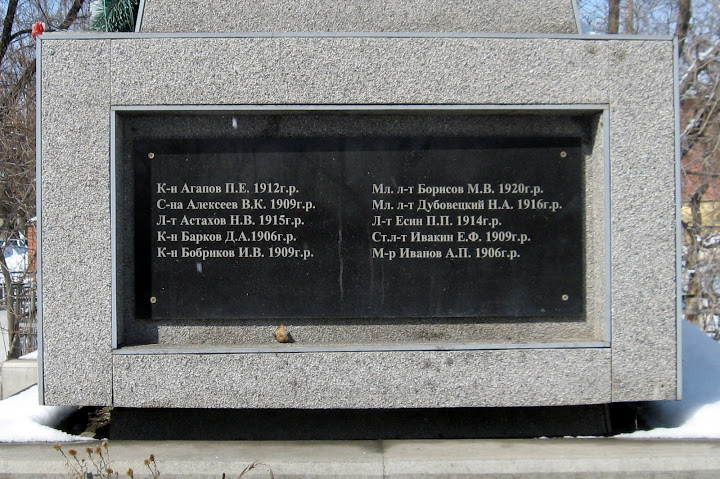 К-н Агапов П.Е. 1912г.р.
С-на Алексеев В.К. 1909г.р.
Л-т Астахов Н.В. 1915г.р.
К-н Барков Д.А.1906г.р.
К-н Бобриков И.В. 1909г.р.
Мл. л-т Борисов М.В. 1920г.р.
Мл. л-т Дубовецкий Н.А. 1916г.р.
Л-т Есин П.П. 1914г.р.
Ст.л-т Ивакин Е.Ф. 1909г.р.
М-р Иванов А.П. 1906г.р.